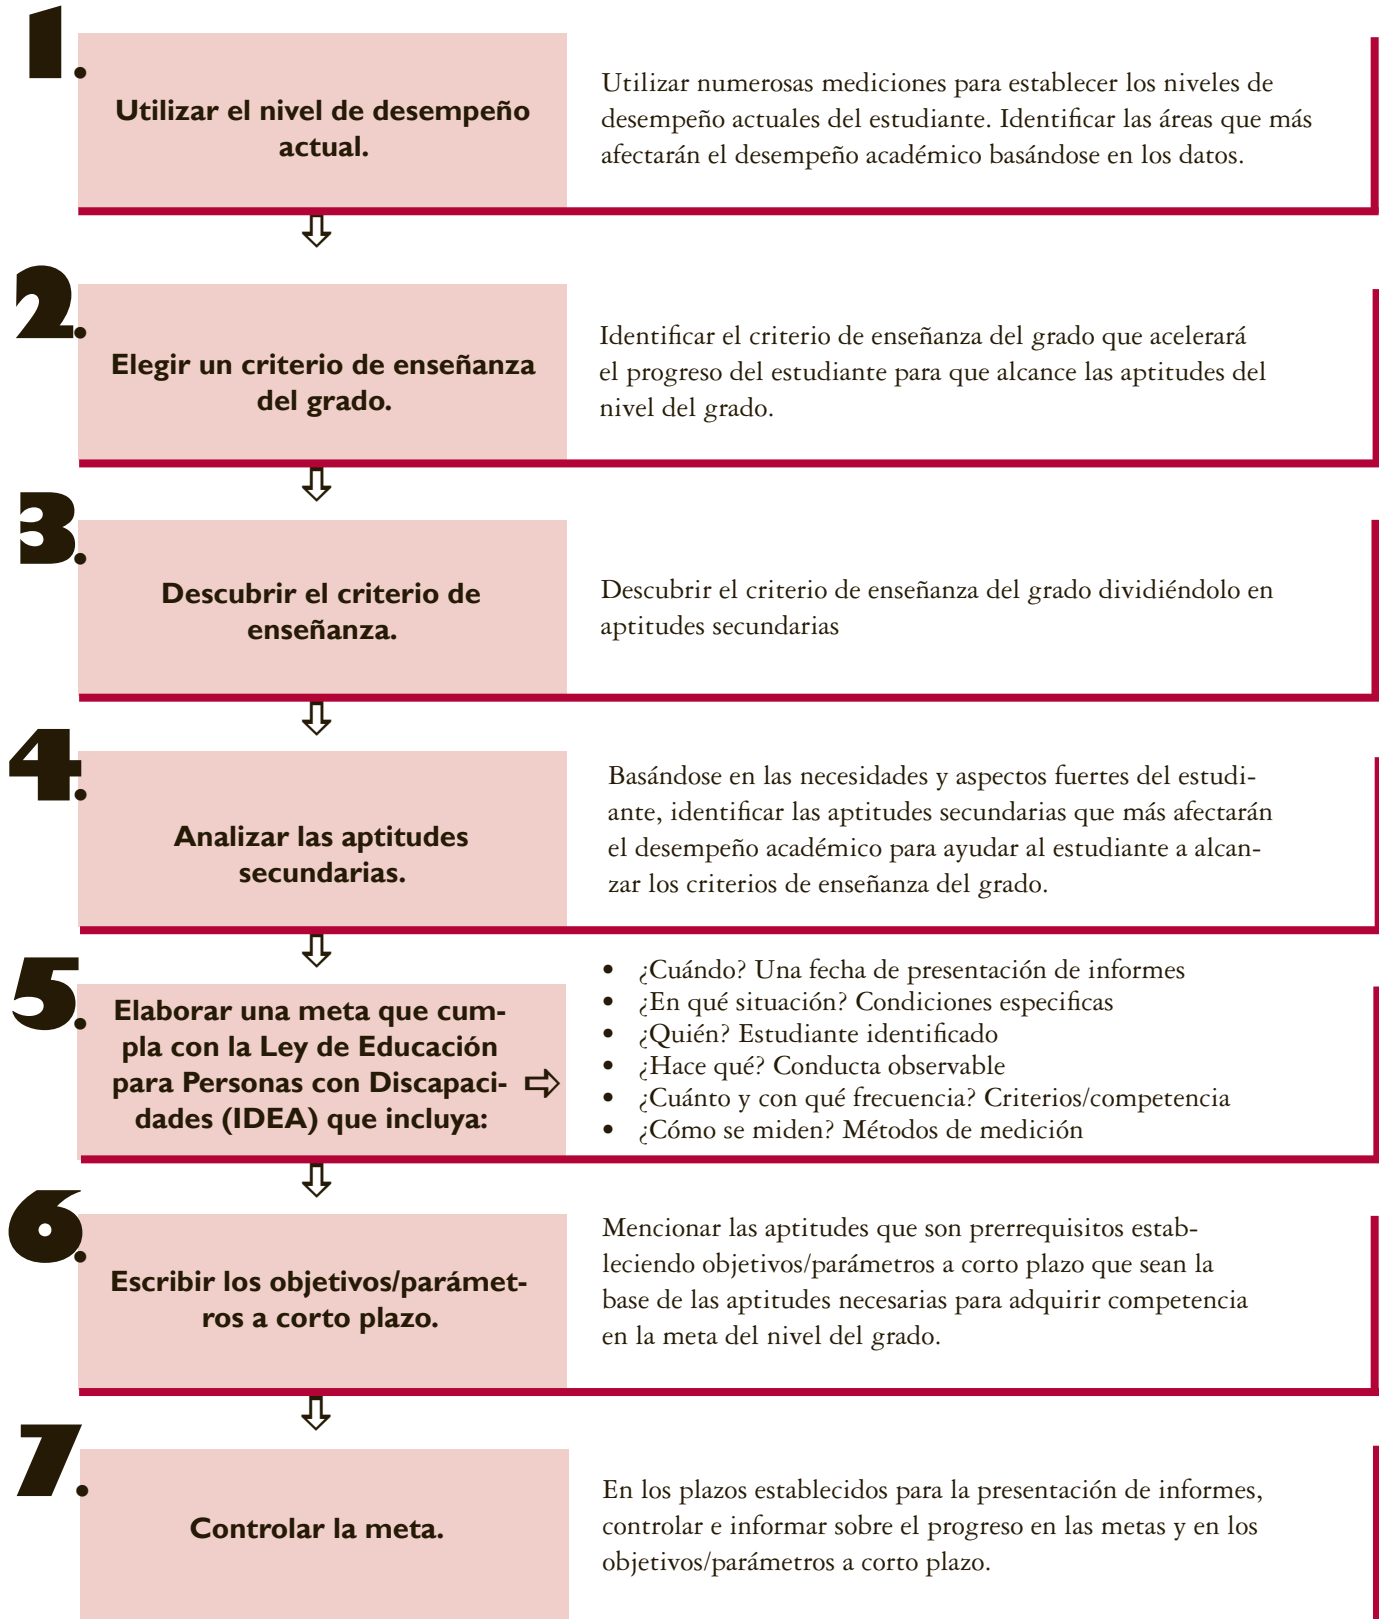 1.
Utilizar el nivel de desempeño
actual.
Utilizar numerosas mediciones para establecer los niveles de
desempeño actuales del estudiante. Identificar las áreas que más
afectarán el desempeño académico basándose en los datos.
2.
Elegir un criterio de enseñanza
del grado.
Identificar el criterio de enseñanza del grado que acelerará
el progreso del estudiante para que alcance las aptitudes del
nivel del grado.
3.
Descubrir el criterio de
enseñanza.
Descubrir el criterio de enseñanza del grado dividiéndolo en
aptitudes secundarias
4.
Analizar las aptitudes
secundarias.
Basándose en las necesidades y aspectos fuertes del estudi-
ante, identificar las aptitudes secundarias que más afectarán
el desempeño académico para ayudar al estudiante a alcan-
zar los criterios de enseñanza del grado.
5.
Elaborar una meta que cum-
pla con la Ley de Educación
para Personas con Discapaci-
dades (IDEA) que incluya:
• ¿Cuándo? Una fecha de presentación de informes
• ¿En qué situación? Condiciones especificas
• ¿Quién? Estudiante identificado
• ¿Hace qué? Conducta observable
• ¿Cuánto y con qué frecuencia? Criterios/competencia
• ¿Cómo se miden? Métodos de medición
6.
Escribir los objetivos/parámet-
ros a corto plazo.
Mencionar las aptitudes que son prerrequisitos estab-
leciendo objetivos/parámetros a corto plazo que sean la
base de las aptitudes necesarias para adquirir competencia
en la meta del nivel del grado.
7.
Controlar la meta.
En los plazos establecidos para la presentación de informes,
controlar e informar sobre el progreso en las metas y en los
objetivos/parámetros a corto plazo.